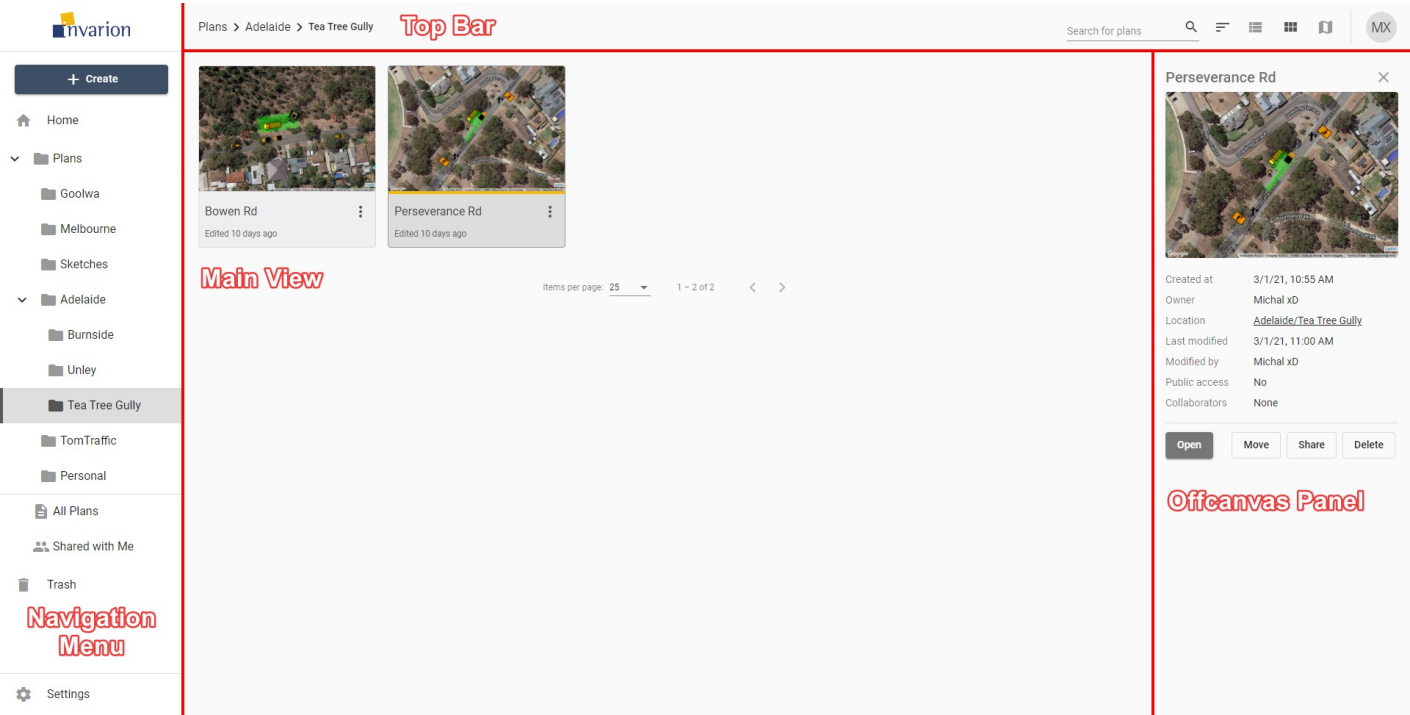 invarion
Plans > Adelaide > Tea Tree Gully
Top Bar
Search for plans
MX
+ Create
Home
Plans
Goolwa
Melbourne
Sketches
Adelaide
Burnside
Unley
Tea Tree Gully
TomTraffic
Personal
All Plans
Shared with Me
Trash
Navigation
Menu
Settings
Bowen Rd
Edited 10 days ago
Perseverance Rd
Edited 10 days ago
Main View
Items per page: 25
1 – 2 of 2
Perseverance Rd
Created at 3/1/21, 10:55 AM
Owner Michal xD
Location Adelaide/Tea Tree Gully
Last modified 3/1/21, 11:00 AM
Modified by Michal xD
Public access No
Collaborators None
Open Move Share Delete
Offcanvas Panel